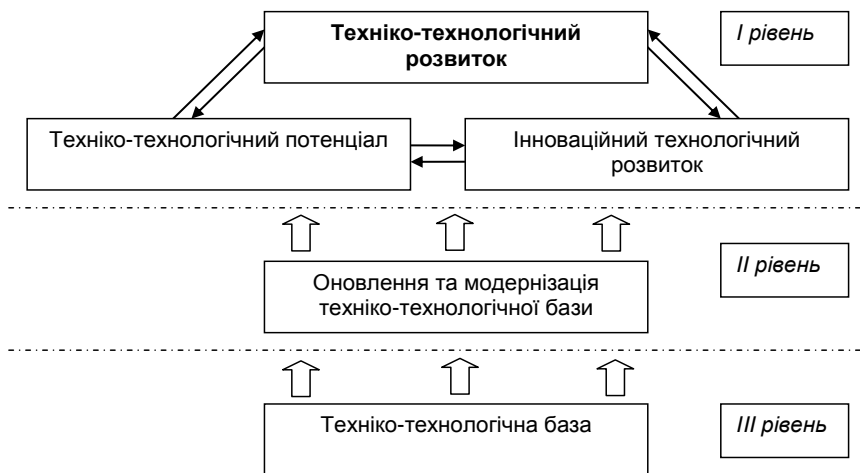 Техніко-технологічний
розвиток
І рівень
Техніко-технологічний потенціал
Інноваційний технологічний
розвиток
Оновлення та модернізація
техніко-технологічної бази
ІІ рівень
Техніко-технологічна база
ІІІ рівень